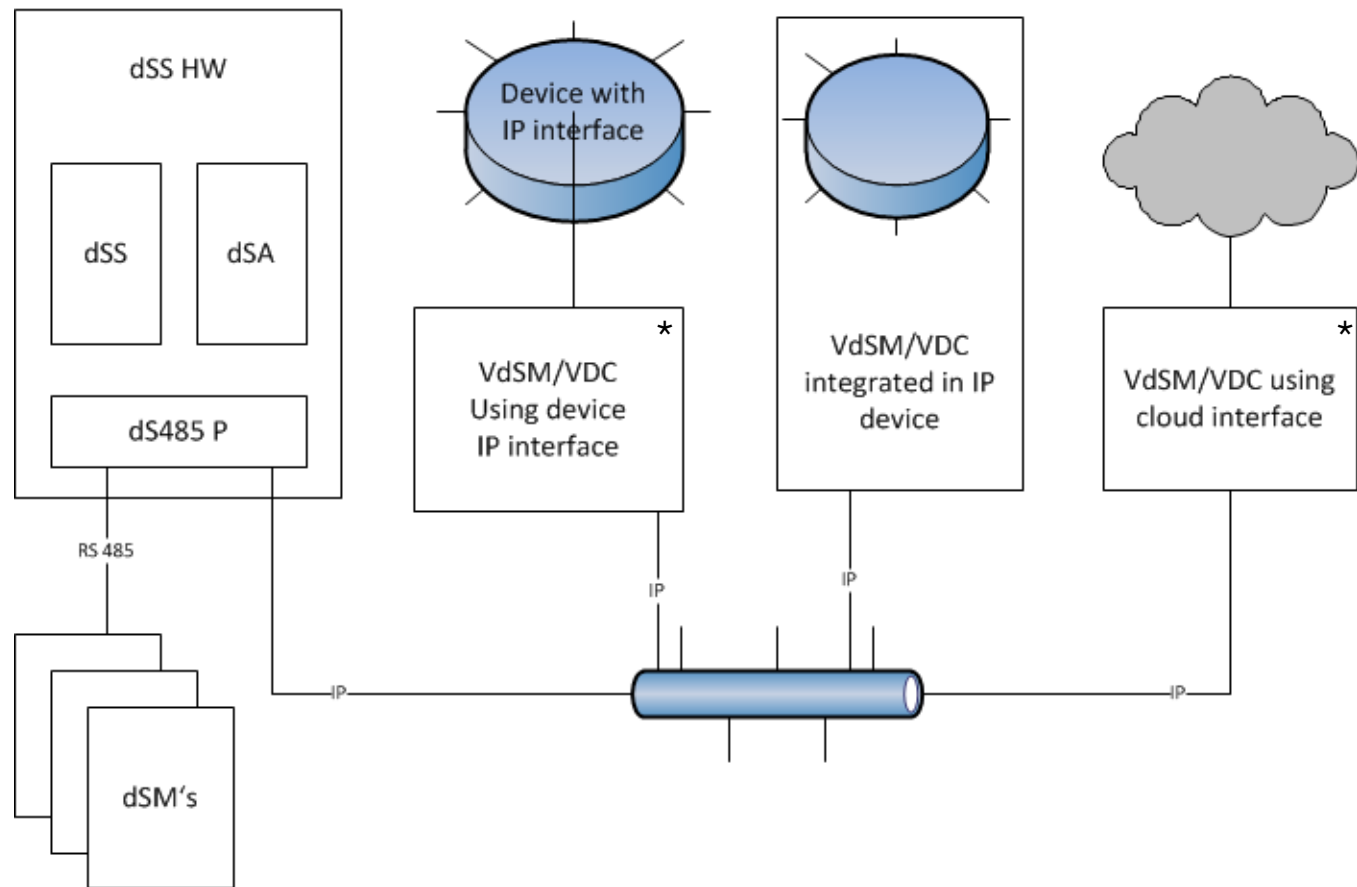 dSS HW
dSS
dSA
dS485 P
RS 485
dSM‘s
Device with
IP interface
*
VdSM/VDC
Using device
IP interface
IP
VdSM/VDC
integrated in IP
device
IP
*
VdSM/VDC using
cloud interface
IP
IP